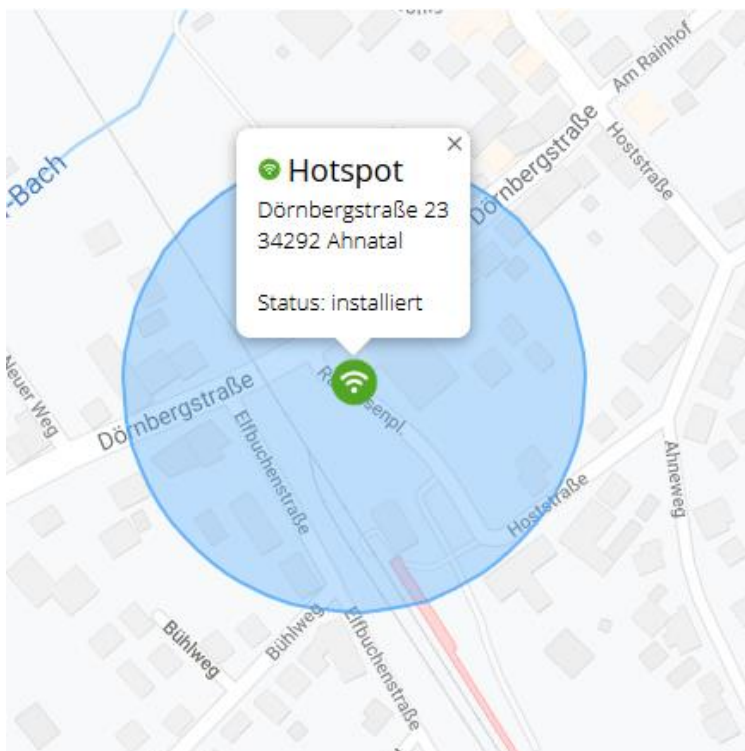 Am Rainhof
Hoststraße
Dörnbergstraße
-Bach
Hotspot
Dörnbergstraße 23
34292 Ahnatal
Status: installiert
Neuer Weg
Dörnbergstraße
Elfbuchenstraße
Hoststraße
Ahneweg
Bühlweg
Bühlweg
Elfbuchenstraße